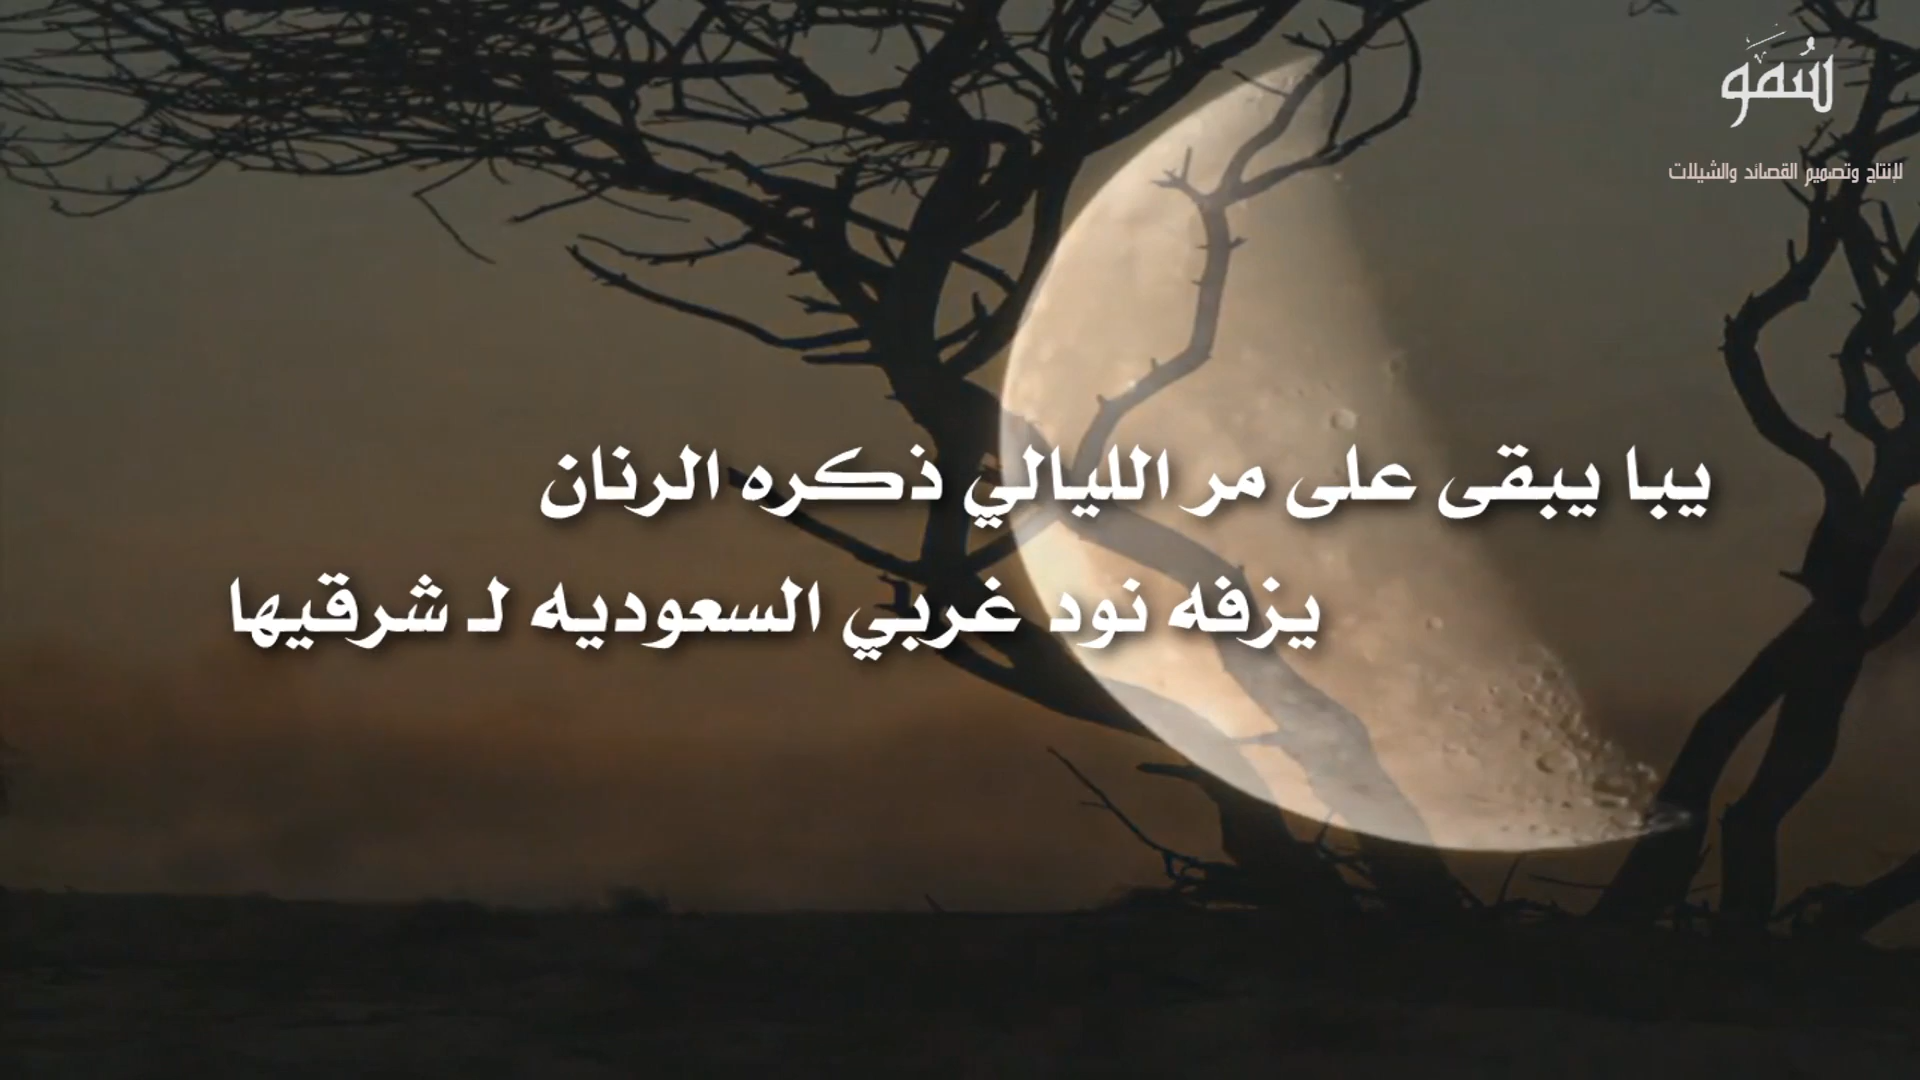 سمو
لإنتاج وتصميم القصائد والشيلات
يبا يبقى على مر الليالي ذكره الرنان
يزفه نود غربي السعوديه لـ شرقيها